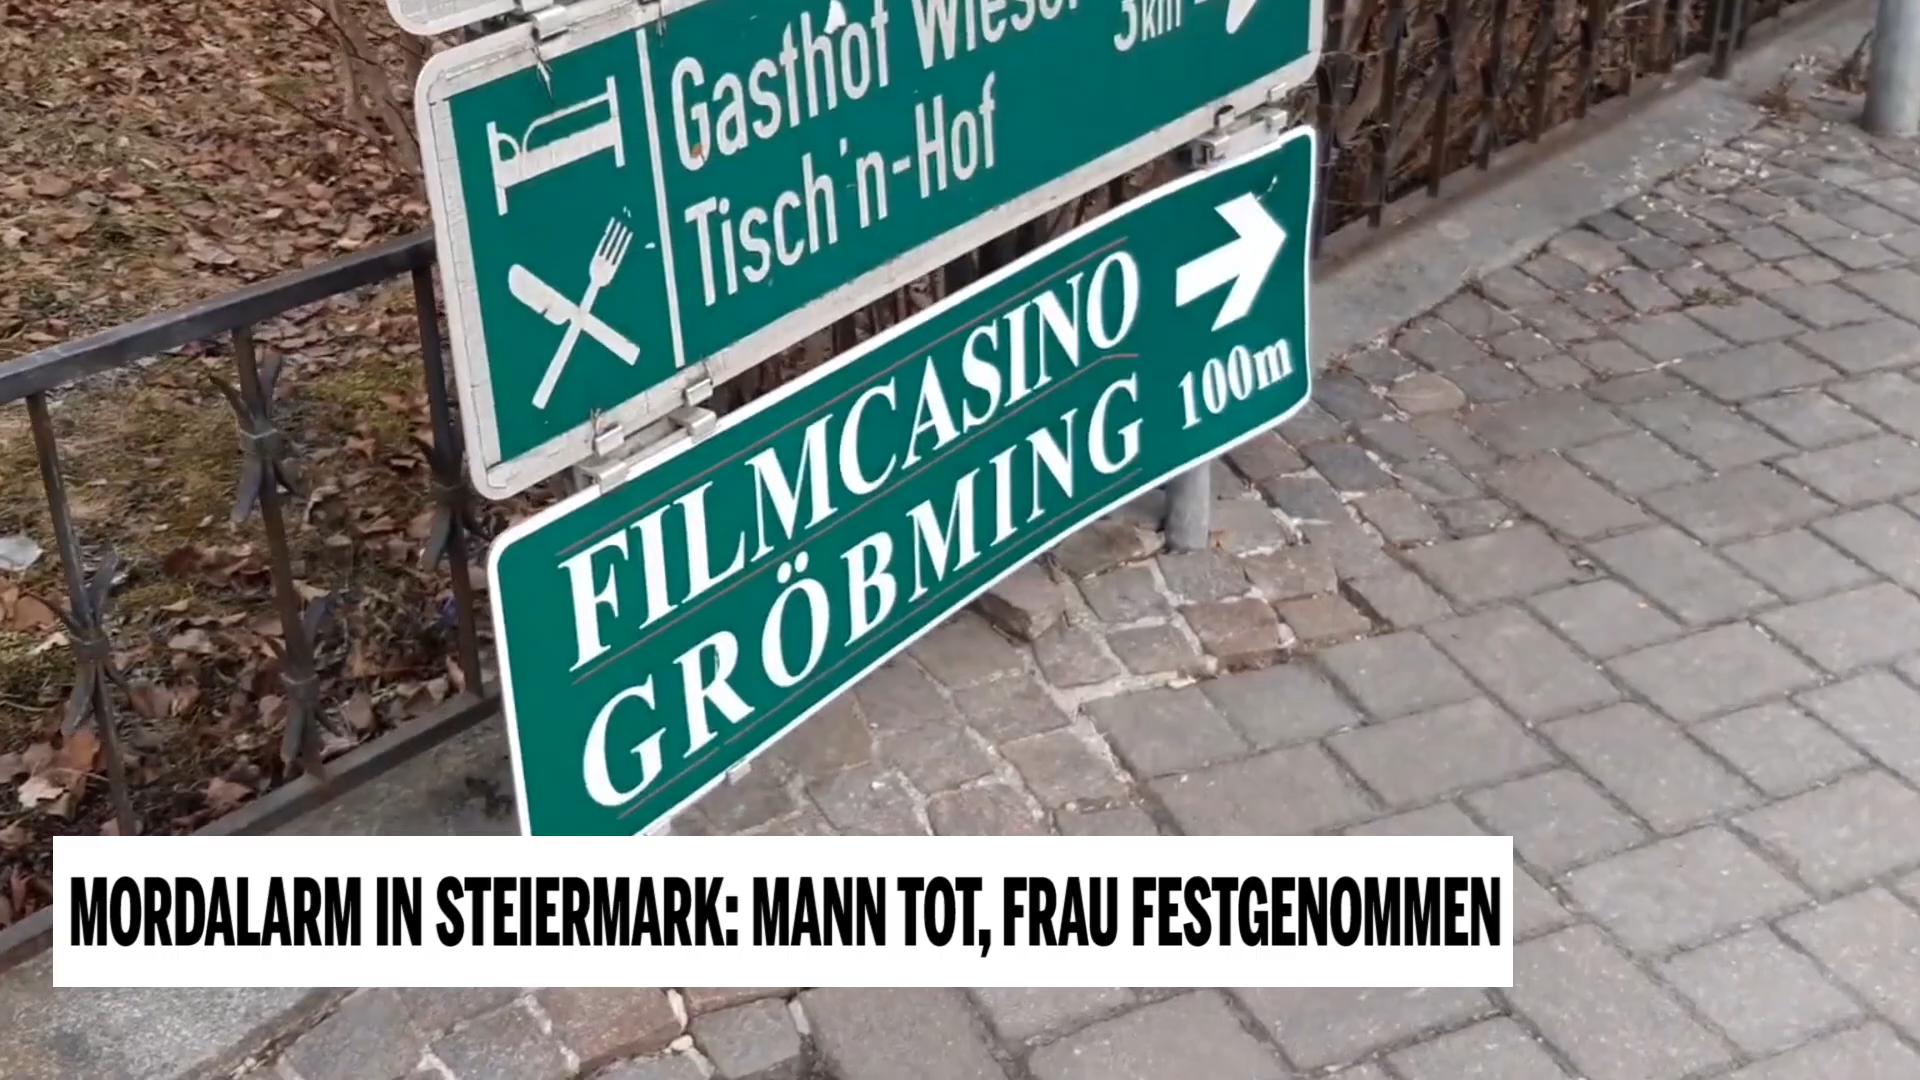 Gasthof
3km
Tisch'n-Hof
FILMCASINO
GRÖBMING
100m
MORDALARM IN STEIERMARK: MANN TOT, FRAU FESTGENOMMEN